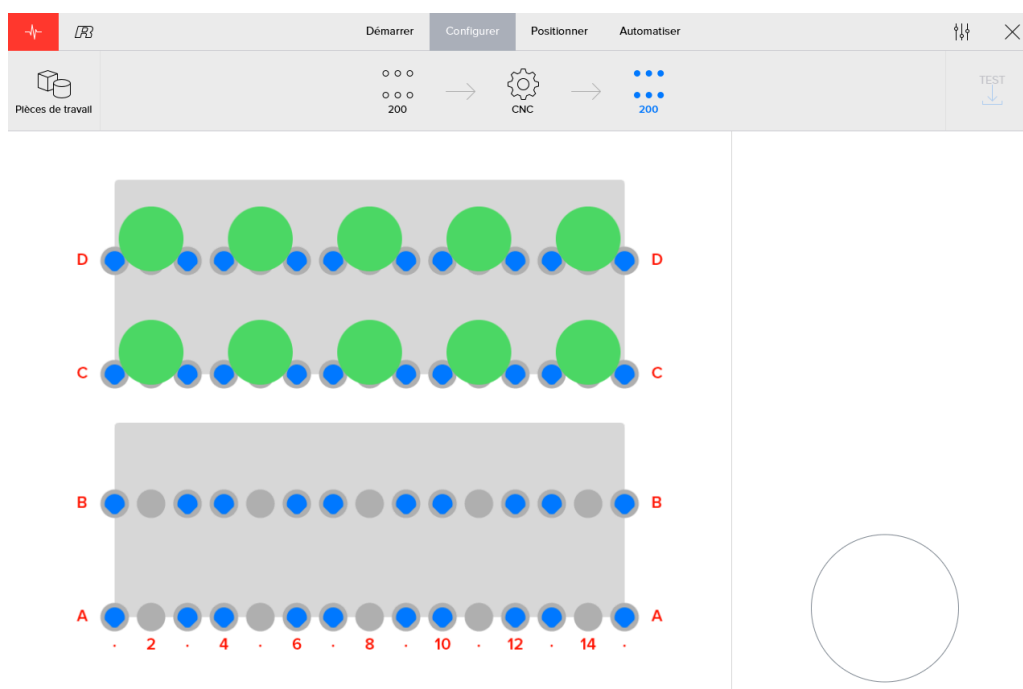 Démarrer Configurer Positionner Automatiser
Pièces de travail 200 CNC 200 TEST
D D
C C
B B
A A
· 2 · 4 · 6 · 8 · 10 · 12 · 14 ·